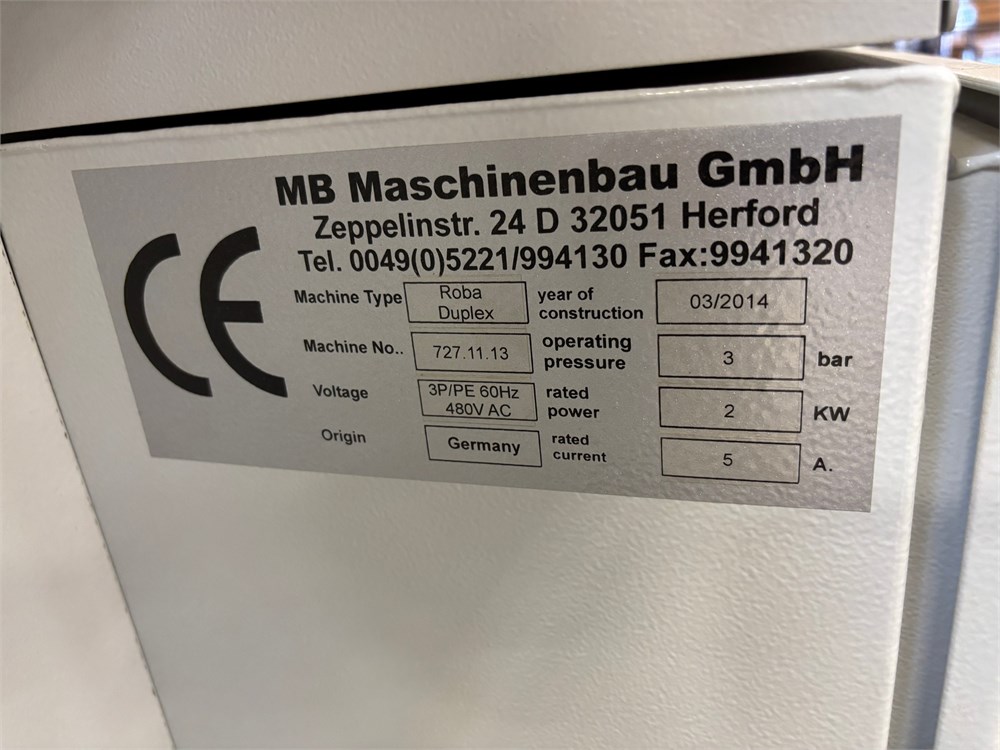 MB Maschinenbau GmbH
Zeppelinstr. 24 D 32051 Herford
Tel. 0049(0)5221/994130 Fax:9941320
CE
Machine Type Roba Duplex year of construction 03/2014
Machine No.. 727.11.13 operating pressure 3 bar
Voltage 3P/PE 60Hz 480V AC rated power 2 KW
Origin Germany rated current 5 A.